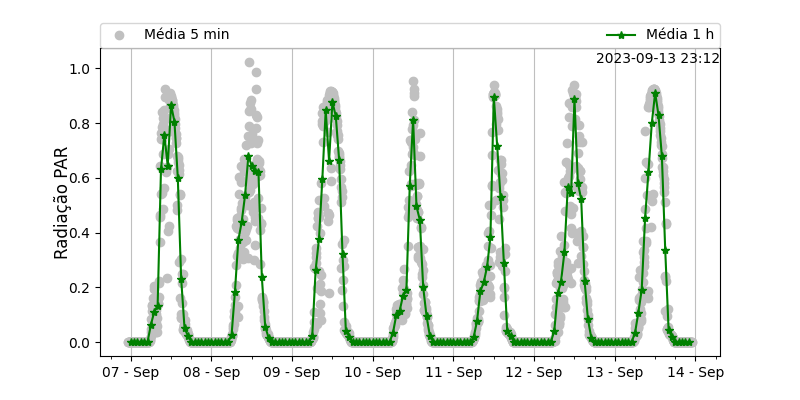 Média 5 min
Média 1 h
2023-09-13 23:12
Radiação PAR
1.0
0.8
0.6
0.4
0.2
0.0
07 - Sep
08 - Sep
09 - Sep
10 - Sep
11 - Sep
12 - Sep
13 - Sep
14 - Sep